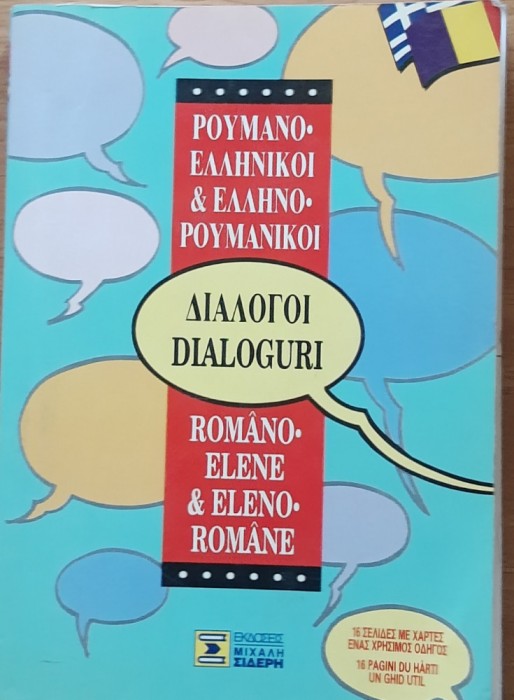 ΡΟΥΜΑΝΟ•
ΕΛΛΗΝΙΚΟΙ
& ΕΛΛΗΝΟ•
ΡΟΥΜΑΝΙΚΟΙ
ΔΙΑΛΟΓΟΙ
DIALOGURI
ROMÂNO•
ELENE
& ELENO•
ROMÂNE
ΕΚΔΟΣΕΙΣ
ΜΙΧΑΛΗ
ΣΙΔΕΡΗ
16 ΣΕΛΙΔΕΣ ΜΕ ΧΑΡΤΕΣ
ΕΝΑΣ ΧΡΗΣΙΜΟΣ ΟΔΗΓΟΣ
16 PAGINI DU HĂRTI
UN GHID UTIL